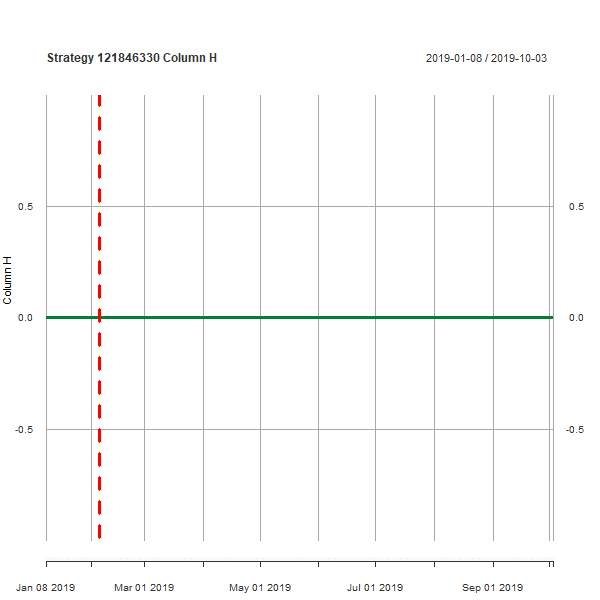 Strategy 121846330 Column H
2019-01-08 / 2019-10-03
0.5
0.5
Column H
0.0
0.0
-0.5
-0.5
Jan 08 2019
Mar 01 2019
May 01 2019
Jul 01 2019
Sep 01 2019